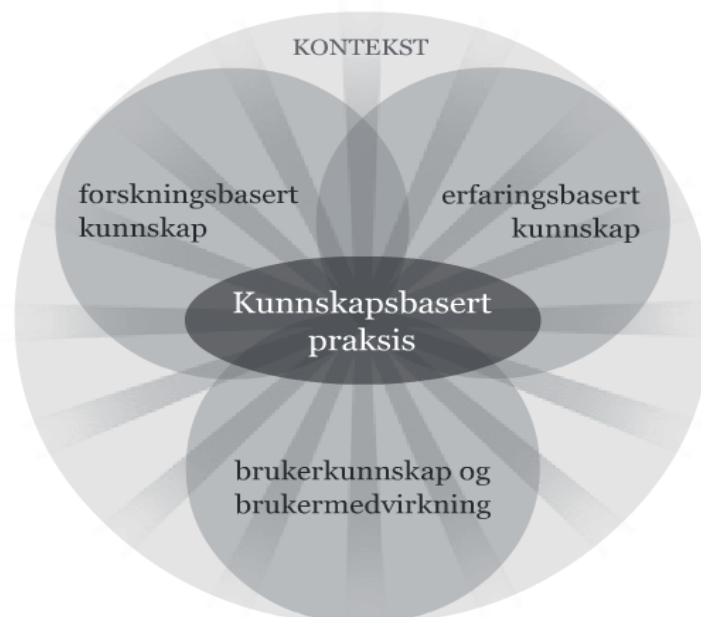 KONTEKST
forskningsbasert
kunnskap
erfaringsbasert
kunnskap
Kunnskapsbasert
praksis
brukerkunnskap og
brukermedvirkning